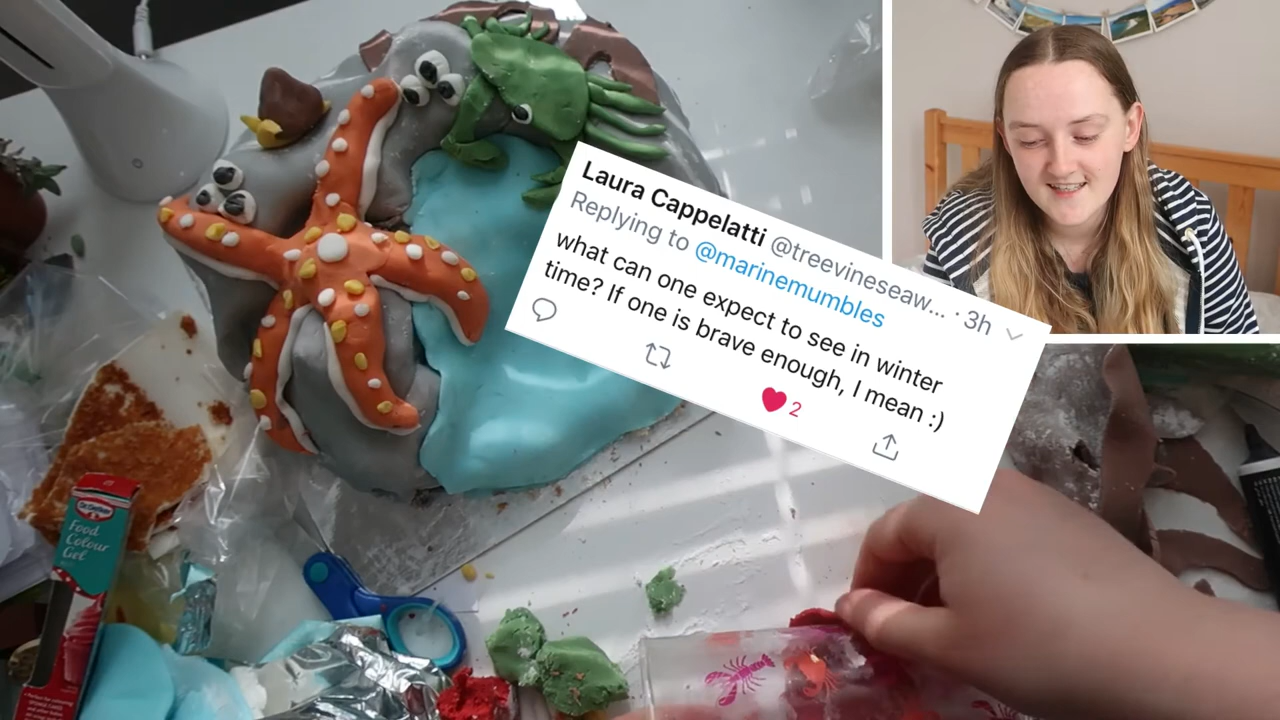 Laura Cappelatti @treevineseaw... · 3h
Replying to @marinemumbles
what can one expect to see in winter
time? If one is brave enough, I mean :)
2
Dr. Oetker
Food
Colour
Gel